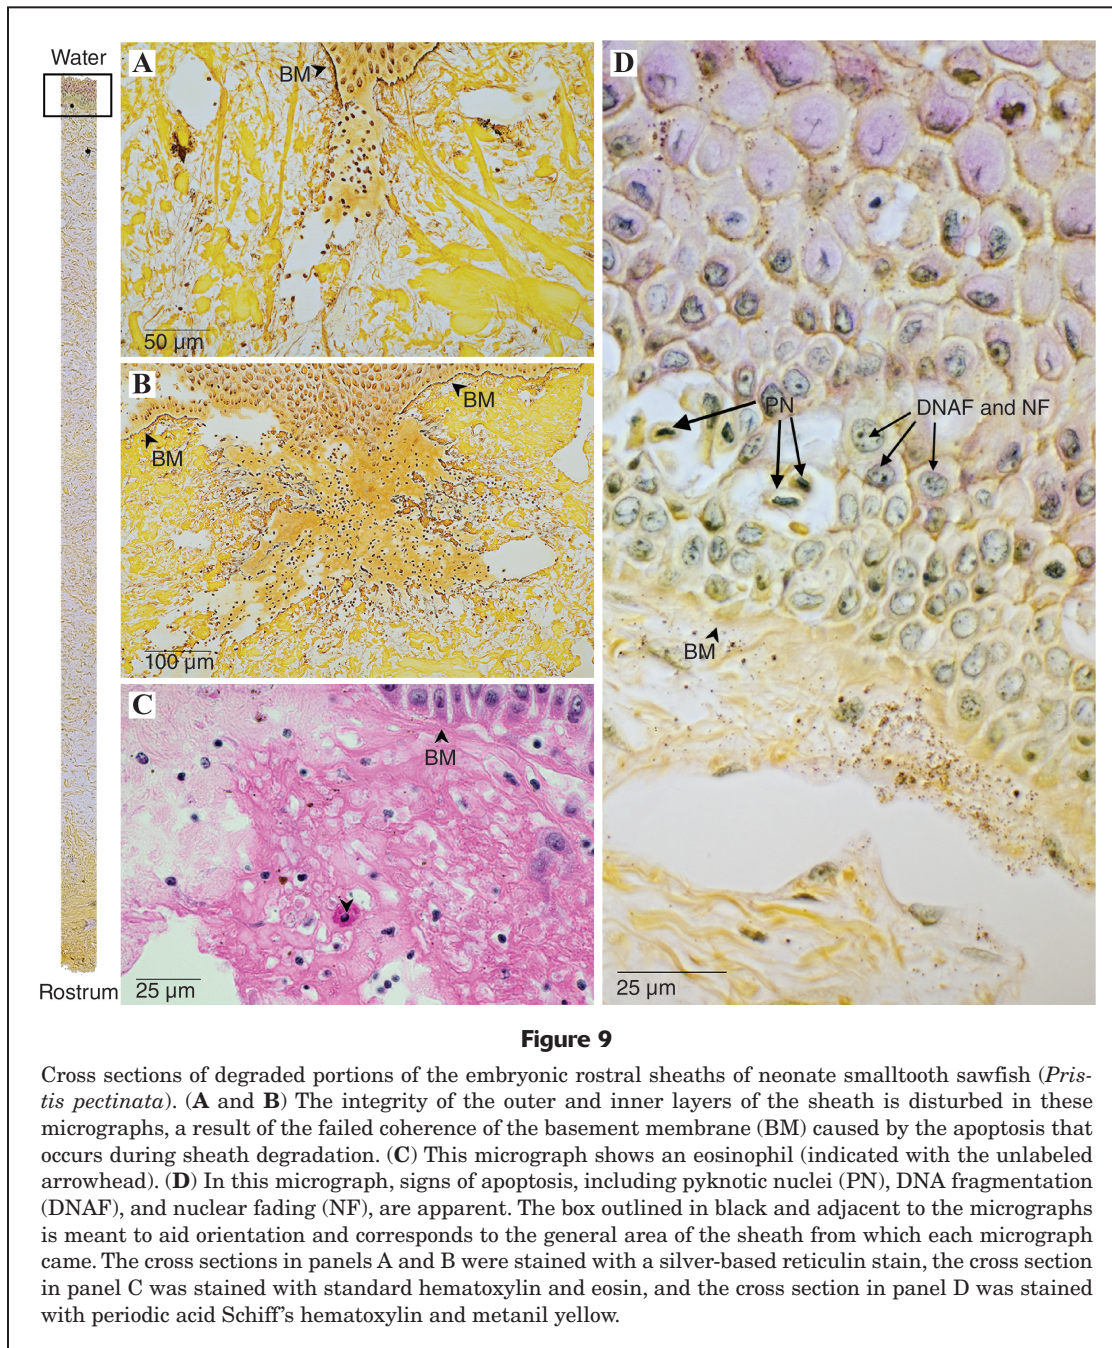 Water
Rostrum
A
BM
50 µm
B
BM
BM
100 µm
C
BM
25 µm
D
PN
DNAF and NF
BM
25 µm
Figure 9
Cross sections of degraded portions of the embryonic rostral sheaths of neonate smalltooth sawfish (Pris-
tis pectinata). (A and B) The integrity of the outer and inner layers of the sheath is disturbed in these
micrographs, a result of the failed coherence of the basement membrane (BM) caused by the apoptosis that
occurs during sheath degradation. (C) This micrograph shows an eosinophil (indicated with the unlabeled
arrowhead). (D) In this micrograph, signs of apoptosis, including pyknotic nuclei (PN), DNA fragmentation
(DNAF), and nuclear fading (NF), are apparent. The box outlined in black and adjacent to the micrographs
is meant to aid orientation and corresponds to the general area of the sheath from which each micrograph
came. The cross sections in panels A and B were stained with a silver-based reticulin stain, the cross section
in panel C was stained with standard hematoxylin and eosin, and the cross section in panel D was stained
with periodic acid Schiff's hematoxylin and metanil yellow.